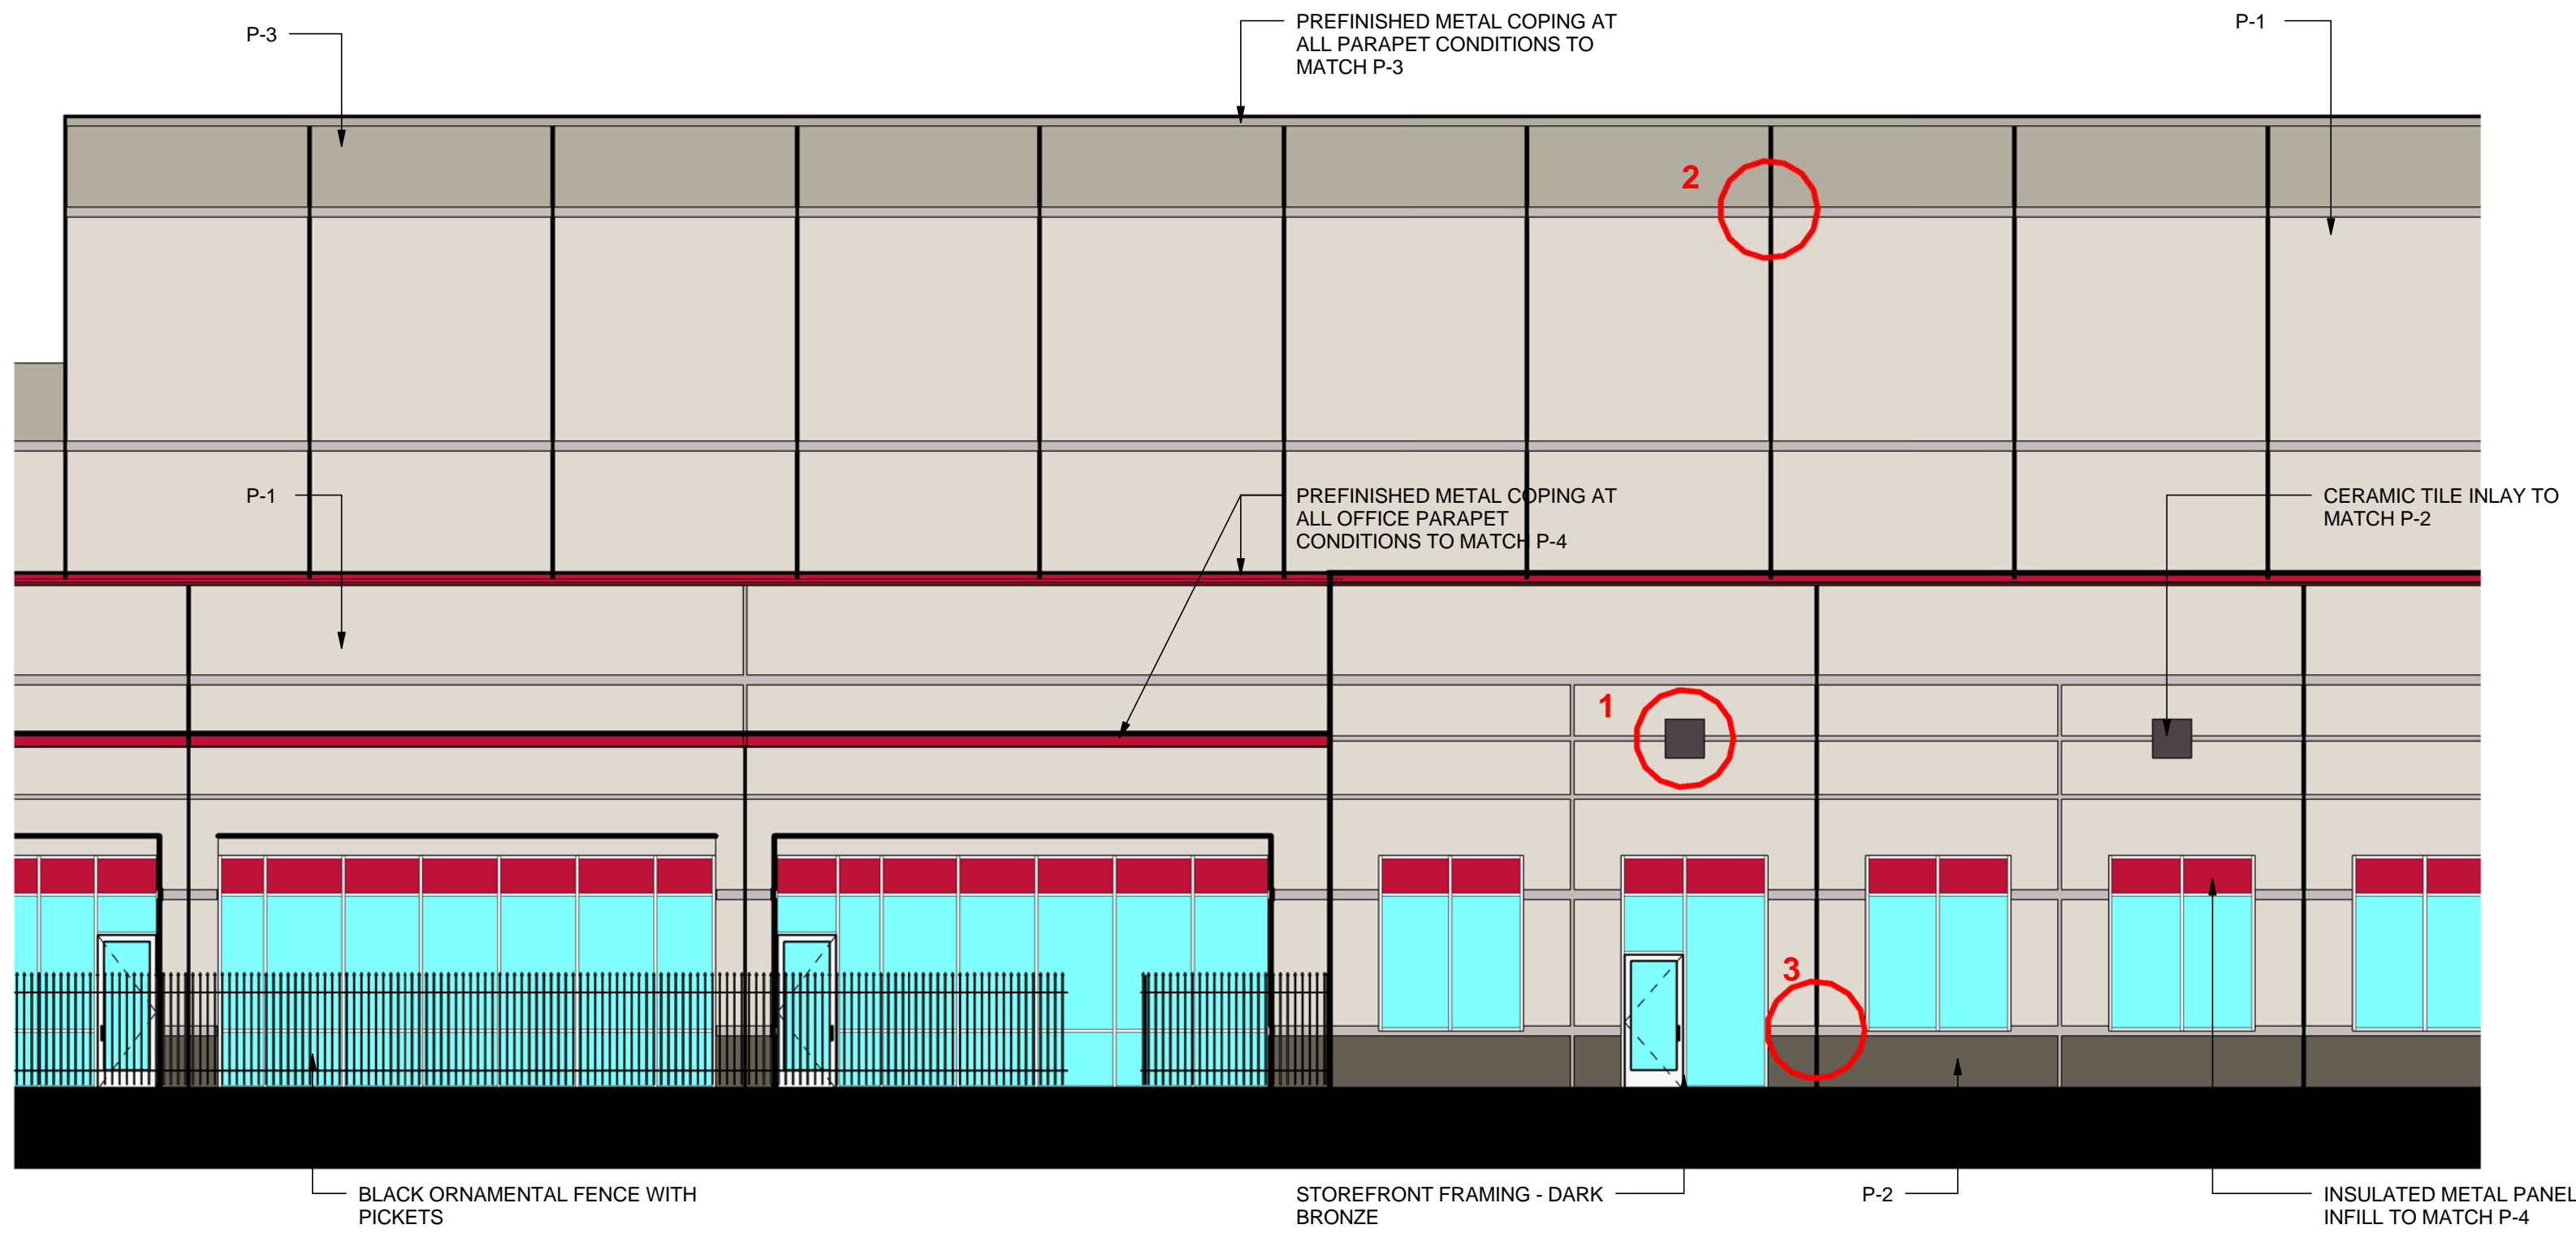 P-3
PREFINISHED METAL COPING AT
ALL PARAPET CONDITIONS TO
MATCH P-3
P-1
2
P-1
PREFINISHED METAL COPING AT
ALL OFFICE PARAPET
CONDITIONS TO MATCH P-4
CERAMIC TILE INLAY TO
MATCH P-2
1
3
BLACK ORNAMENTAL FENCE WITH
PICKETS
STOREFRONT FRAMING - DARK
BRONZE
P-2
INSULATED METAL PANEL
INFILL TO MATCH P-4